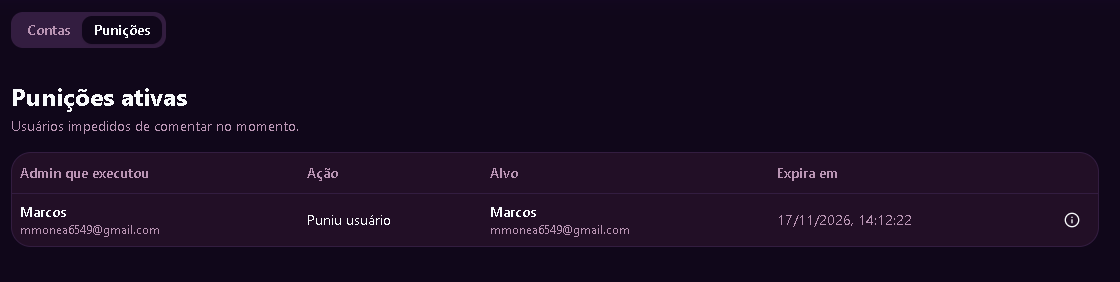 Contas Punições
Punições ativas
Usuários impedidos de comentar no momento.
Admin que executou Ação Alvo Expira em
Marcos Marcos
Puniu usuário 17/11/2026, 14:12:22
mmonea6549@gmail.com mmonea6549@gmail.com